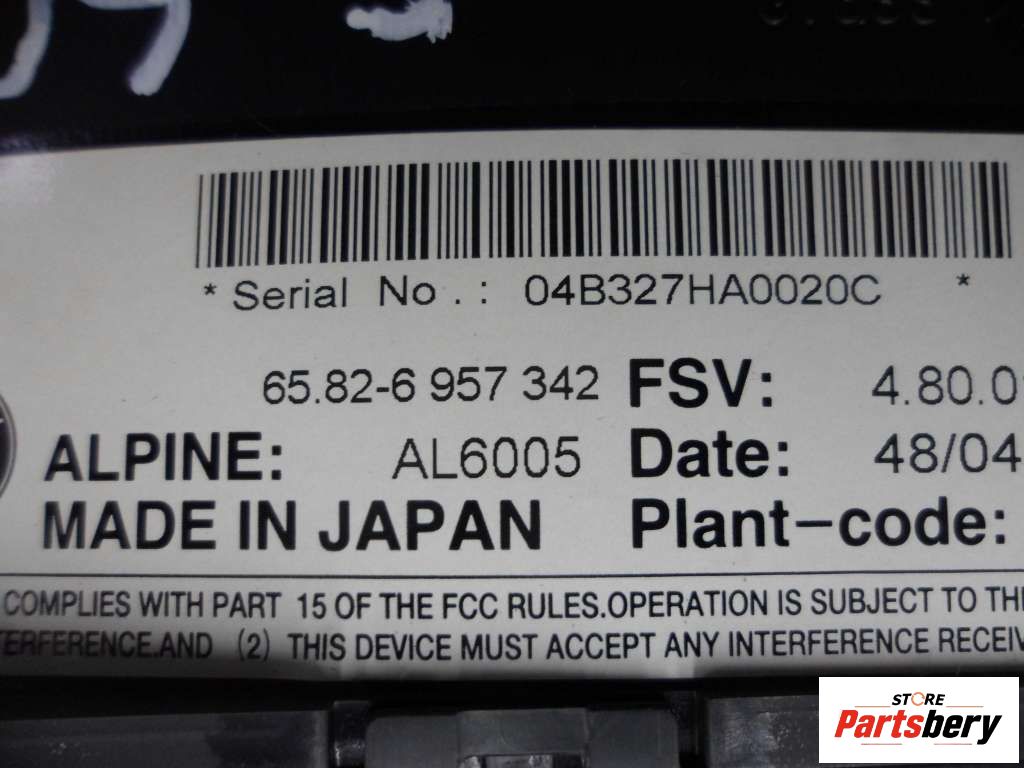 * Serial No.: 04B327HA0020C *
65.82-6 957 342 FSV: 4.80.0
ALPINE: AL6005 Date: 48/04
MADE IN JAPAN Plant-code:
COMPLIES WITH PART 15 OF THE FCC RULES.OPERATION IS SUBJECT TO TH
TERFERENCE.AND (2) THIS DEVICE MUST ACCEPT ANY INTERFERENCE RECEIV
STORE
Partsbery